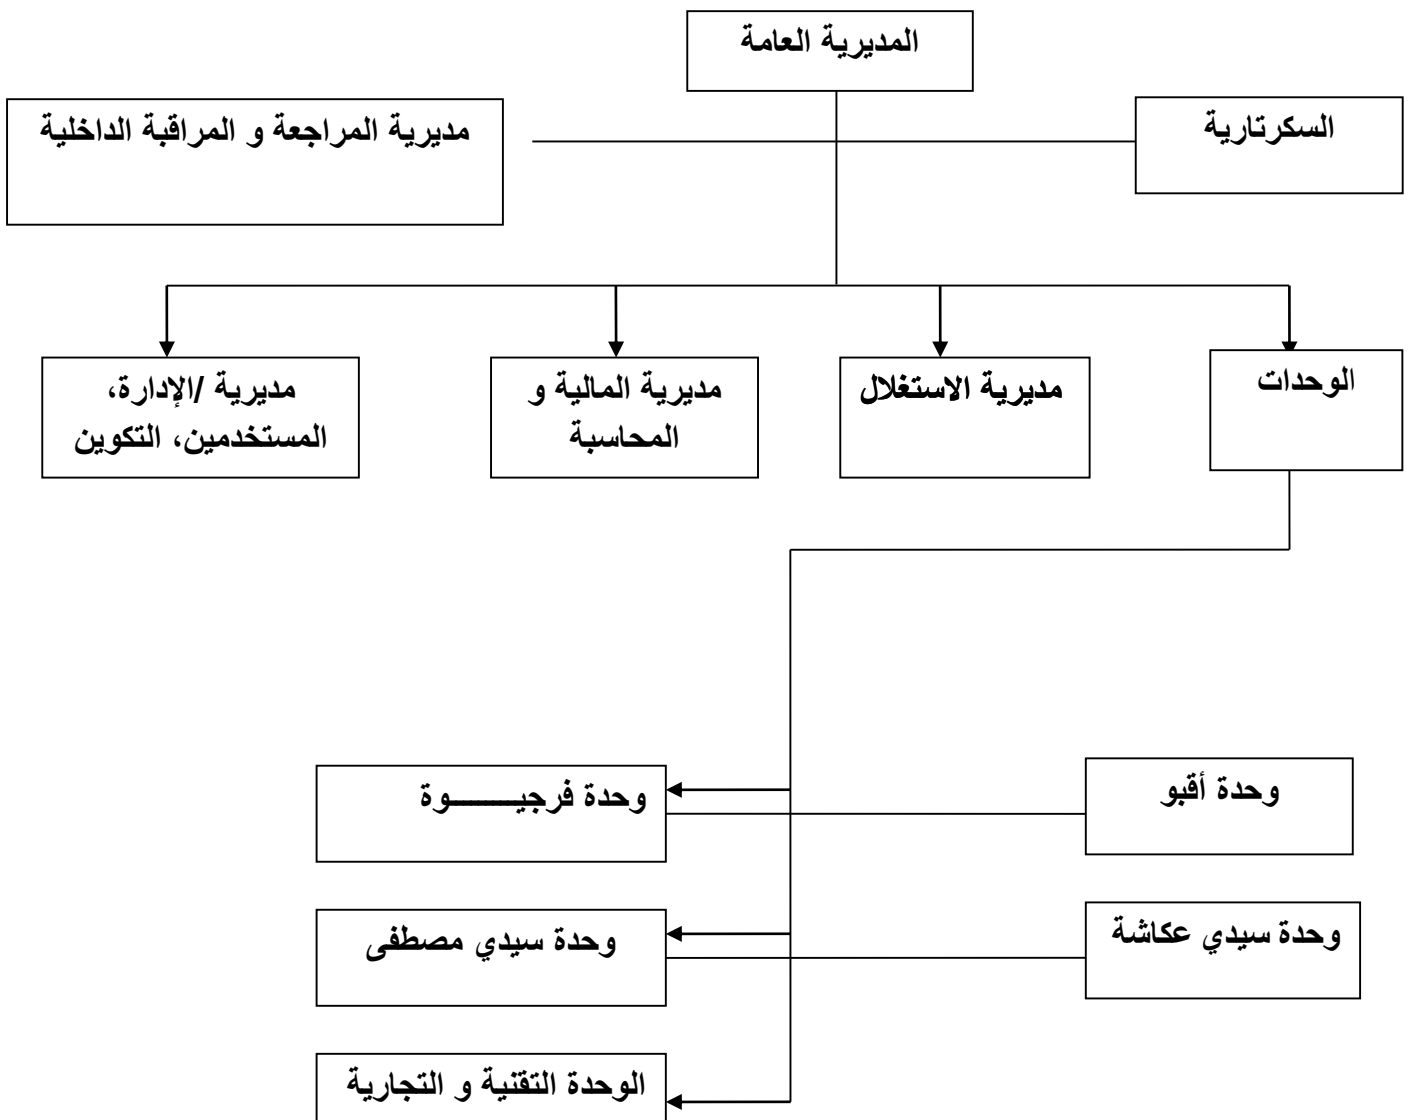 المديرية العامة
السكرتارية
مديرية المراجعة و المراقبة الداخلية
الوحدات
مديرية الاستغلال
مديرية المالية و
المحاسبة
مديرية /الإدارة،
المستخدمين، التكوين
وحدة أقبو
وحدة فرجيـــــــوة
وحدة سيدي عكاشة
وحدة سيدي مصطفى
الوحدة التقنية و التجارية